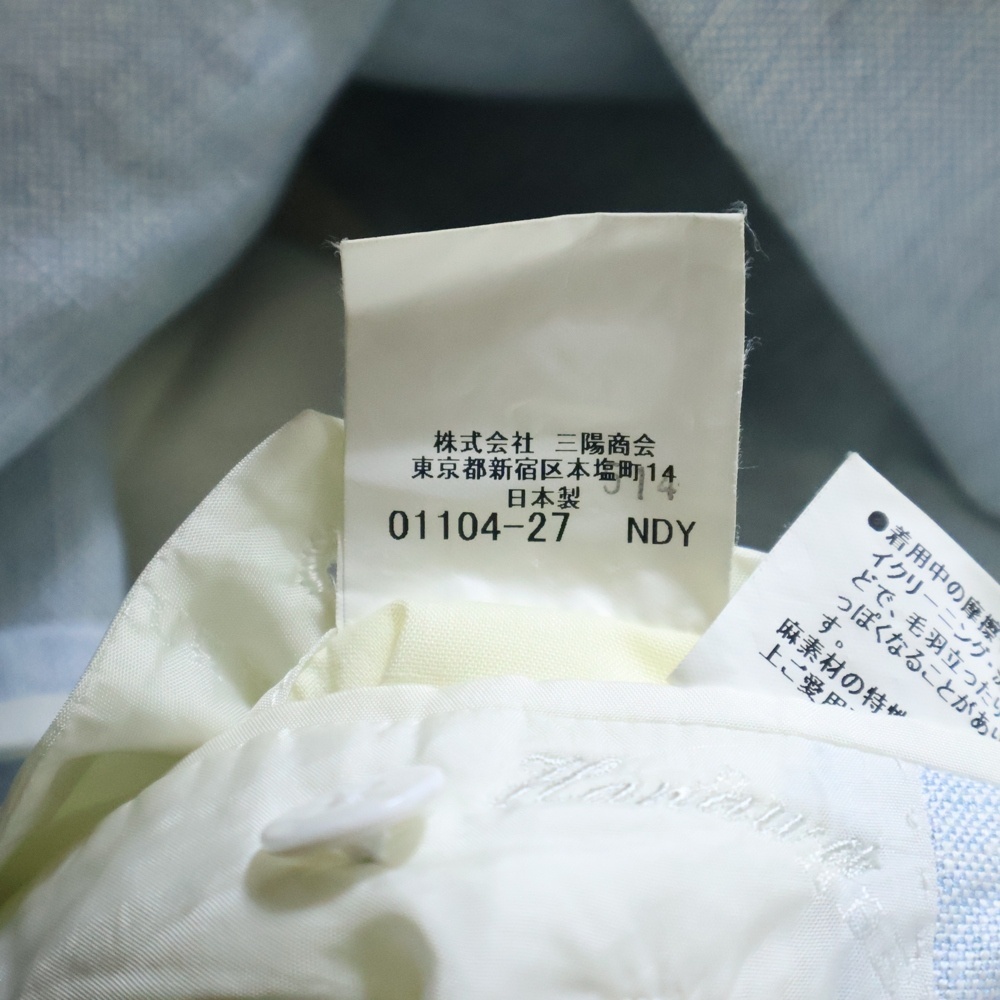 株式会社 三陽商会
東京都新宿区本塩町14
日本製
01104-27 NDY
●着用中の摩擦
イクリーニング・
どで、毛羽立ったり
っぽくなることがあ
す。
麻素材の特性
上ご愛用